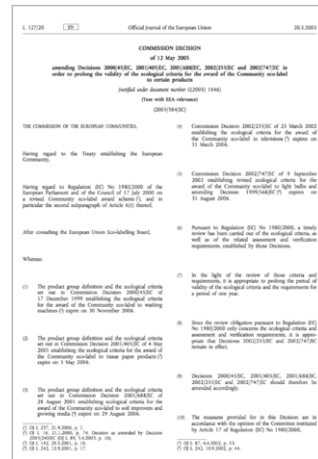 L 127/20 EN Official Journal of the European Union 20.5.2005
COMMISSION DECISION
of 12 May 2005
amending Decisions 2000/45/EC, 2001/405/EC, 2001/688/EC, 2002/255/EC and 2002/747/EC in
order to prolong the validity of the ecological criteria for the award of the Community eco-label
to certain products
(notified under document number C(2005) 1446)
(Text with EEA relevance)
(2005/384/EC)
THE COMMISSION OF THE EUROPEAN COMMUNITIES,
Having regard to the Treaty establishing the European
Community,
Having regard to Regulation (EC) No 1980/2000 of the
European Parliament and of the Council of 17 July 2000 on
a revised Community eco-label award scheme (1), and in
particular the second subparagraph of Article 6(1) thereof,
After consulting the European Union Eco-labelling Board,
Whereas:
(1) The product group definition and the ecological criteria
set out in Commission Decision 2000/45/EC of
17 December 1999 establishing the ecological criteria
for the award of the Community eco-label to washing
machines (2) expire on 30 November 2005.
(2) The product group definition and the ecological criteria
set out in Commission Decision 2001/405/EC of 4 May
2001 establishing the ecological criteria for the award of
the Community eco-label to tissue paper products (3)
expire on 3 May 2005.
(3) The product group definition and the ecological criteria
set out in Commission Decision 2001/688/EC of
28 August 2001 establishing ecological criteria for the
award of the Community eco-label to soil improvers and
growing media (4) expire on 29 August 2005.
(1) OJ L 237, 21.9.2000, p. 1.
(2) OJ L 16, 21.1.2000, p. 74. Decision as amended by Decision
2003/240/EC (OJ L 89, 5.4.2003, p. 16).
(3) OJ L 142, 29.5.2001, p. 10.
(4) OJ L 242, 12.9.2001, p. 17.
(4) Commission Decision 2002/255/EC of 25 March 2002
establishing the ecological criteria for the award of the
Community eco-label to televisions (5) expires on
31 March 2005.
(5) Commission Decision 2002/747/EC of 9 September
2002 establishing revised ecological criteria for the
award of the Community eco-label to light bulbs and
amending Decision 1999/568/EC (6) expires on
31 August 2005.
(6) Pursuant to Regulation (EC) No 1980/2000, a timely
review has been carried out of the ecological criteria, as
well as of the related assessment and verification
requirements, established by those Decisions.
(7) In the light of the review of those criteria and
requirements, it is appropriate to prolong the period of
validity of the ecological criteria and the requirements for
a period of one year.
(8) Since the review obligation pursuant to Regulation (EC)
No 1980/2000 only concerns the ecological criteria and
assessment and verification requirements, it is appro-
priate that Decisions 2002/255/EC and 2002/747/EC
remain in effect.
(9) Decisions 2000/45/EC, 2001/405/EC, 2001/688/EC,
2002/255/EC and 2002/747/EC should therefore be
amended accordingly.
(10) The measures provided for in this Decision are in
accordance with the opinion of the Committee instituted
by Article 17 of Regulation (EC) No 1980/2000,
(5) OJ L 87, 4.4.2002, p. 53.
(6) OJ L 242, 10.9.2002, p. 44.